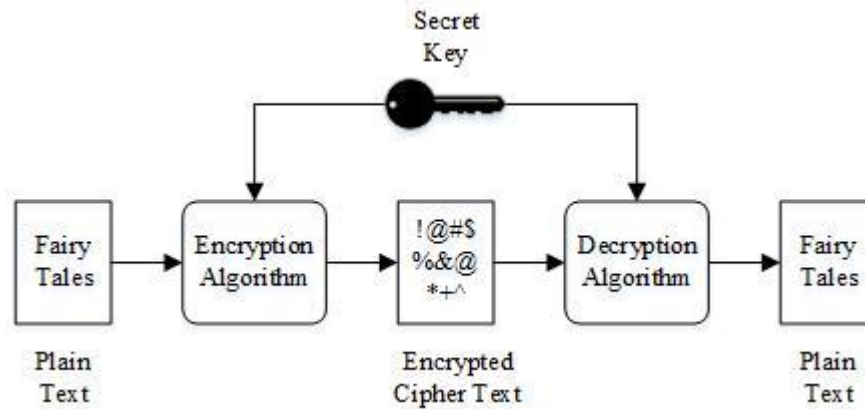 Secret
Key
Fairy
Tales
Encryption
Algorithm
!@#$
%&@
*+^
Decryption
Algorithm
Fairy
Tales
Plain
Text
Encrypted
Cipher Text
Plain
Text